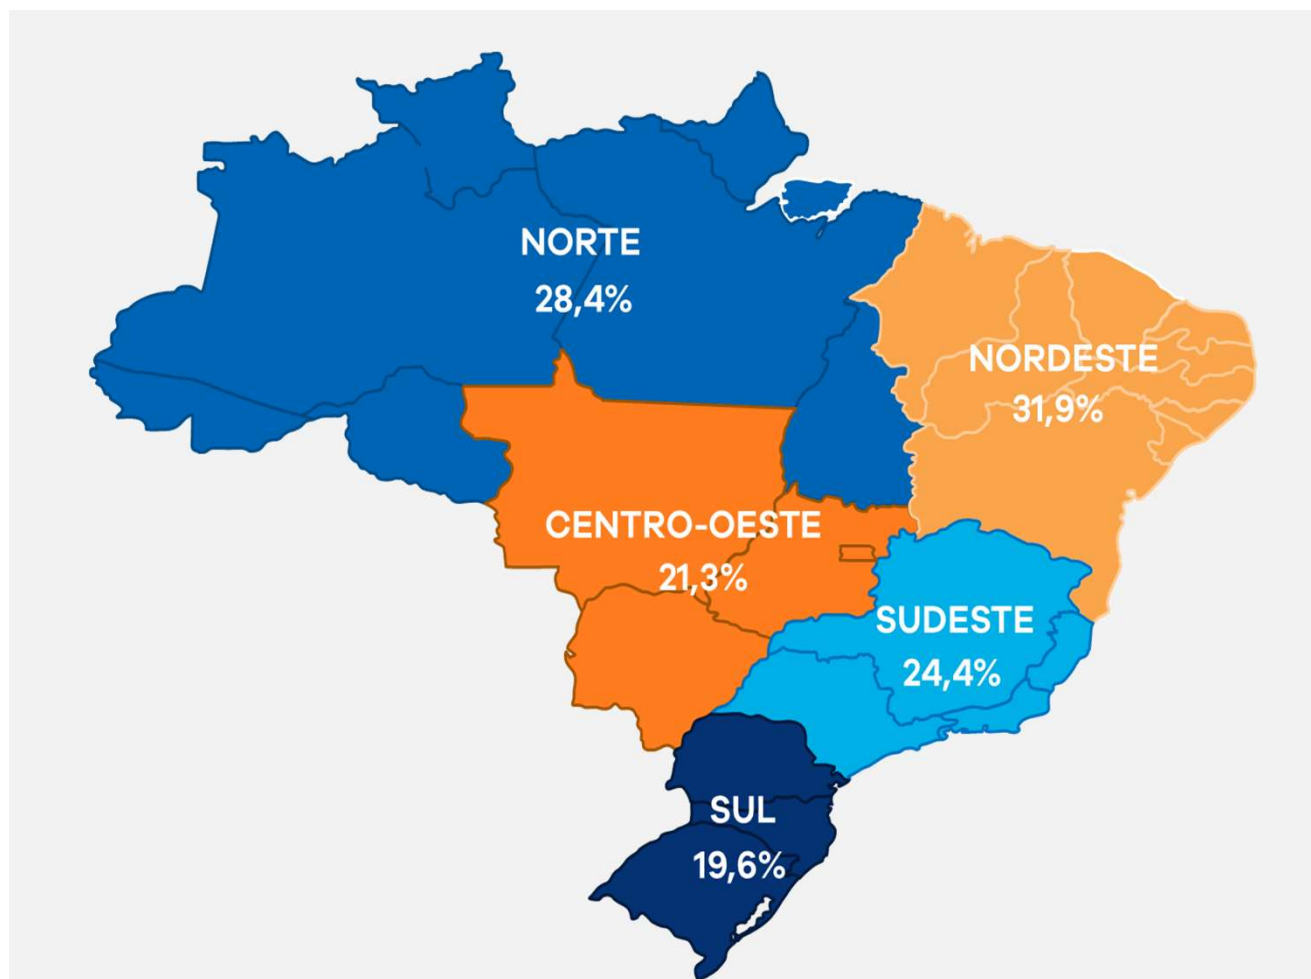 NORTE
28,4%
NORDESTE
31,9%
CENTRO-OESTE
21,3%
SUDESTE
24,4%
SUL
19,6%